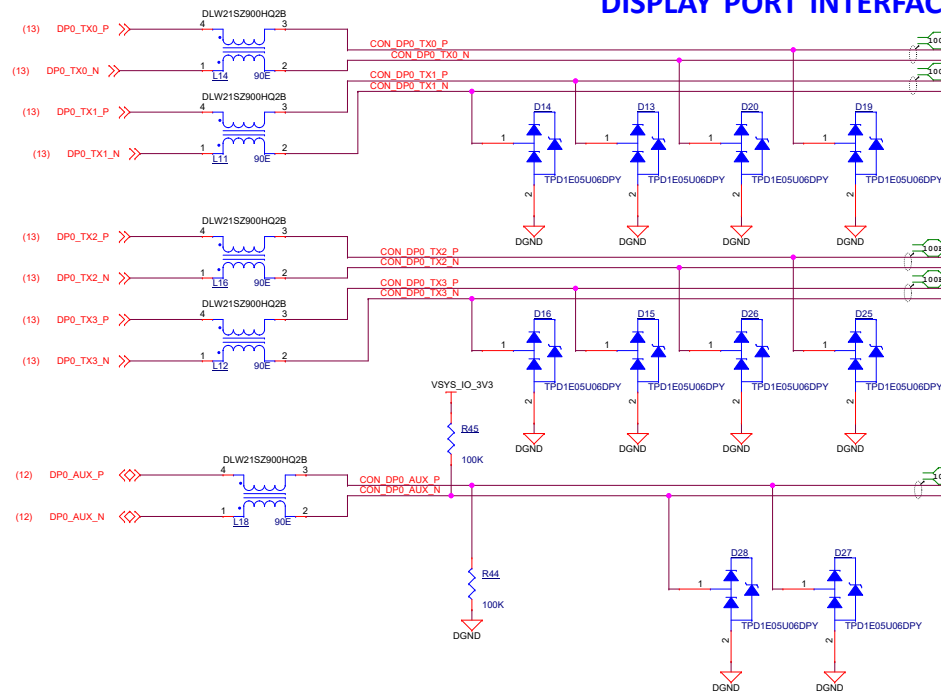 DISPLAY PORT INTERFAC
DLW21SZ900HQ2B
(13) DP0_TX0_P 4 3
CON_DP0_TX0_P
CON_DP0_TX0_N
(13) DP0_TX0_N 1 2
L14 90E
DLW21SZ900HQ2B
CON_DP0_TX1_P
CON_DP0_TX1_N
(13) DP0_TX1_P 4 3
D14 D13 D20 D19
1 1 1 1
(13) DP0_TX1_N 1 2
L11 90E
TPD1E05U06DPY TPD1E05U06DPY TPD1E05U06DPY TPD1E05U06DPY
2 2 2 2
DGND DGND DGND DGND
DLW21SZ900HQ2B
(13) DP0_TX2_P 4 3
CON_DP0_TX2_P
CON_DP0_TX2_N
(13) DP0_TX2_N 1 2
L16 90E
CON_DP0_TX3_P
CON_DP0_TX3_N
DLW21SZ900HQ2B
(13) DP0_TX3_P 4 3
D16 D15 D26 D25
1 1 1 1
(13) DP0_TX3_N 1 2
L12 90E
TPD1E05U06DPY TPD1E05U06DPY TPD1E05U06DPY TPD1E05U06DPY
VSYS_IO_3V3
2 2 2 2
R45
100K
DGND DGND DGND DGND
DLW21SZ900HQ2B
(12) DP0_AUX_P 4 3
CON_DP0_AUX_P
CON_DP0_AUX_N
(12) DP0_AUX_N 1 2
L18 90E
D28 D27
R44
1 1
100K
TPD1E05U06DPY TPD1E05U06DPY
DGND
2 2
DGND DGND